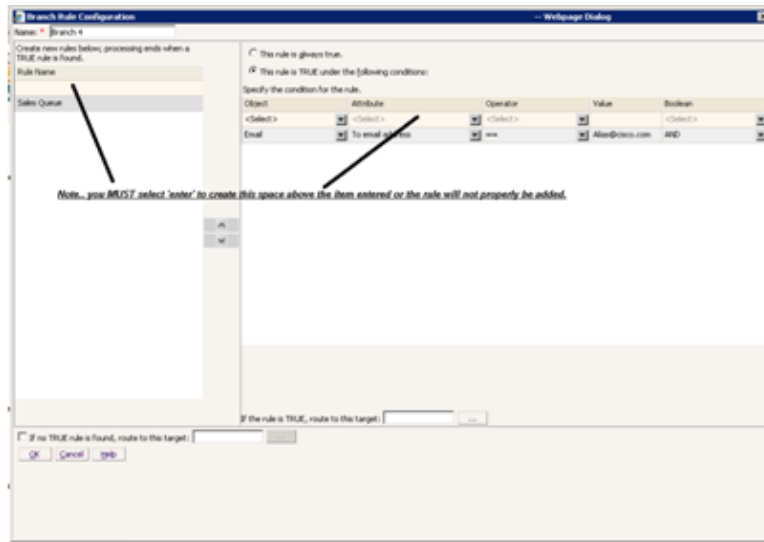 Branch Rule Configuration -- Webpage Dialog
Name: * Branch 4
Create new rules below; processing ends when a
TRUE rule is found.
Rule Name
Sales Queue
This rule is always true.
This rule is TRUE under the following conditions:
Specify the condition for the rule.
Object Attribute Operator Value Boolean
<Select> <Select> <Select> <Select>
Email To email address == Alias@cisco.com AND
Note.. you MUST select 'enter' to create this space above the item entered or the rule will not properly be added.
If the rule is TRUE, route to this target: ...
If no TRUE rule is found, route to this target: ...
OK Cancel Help